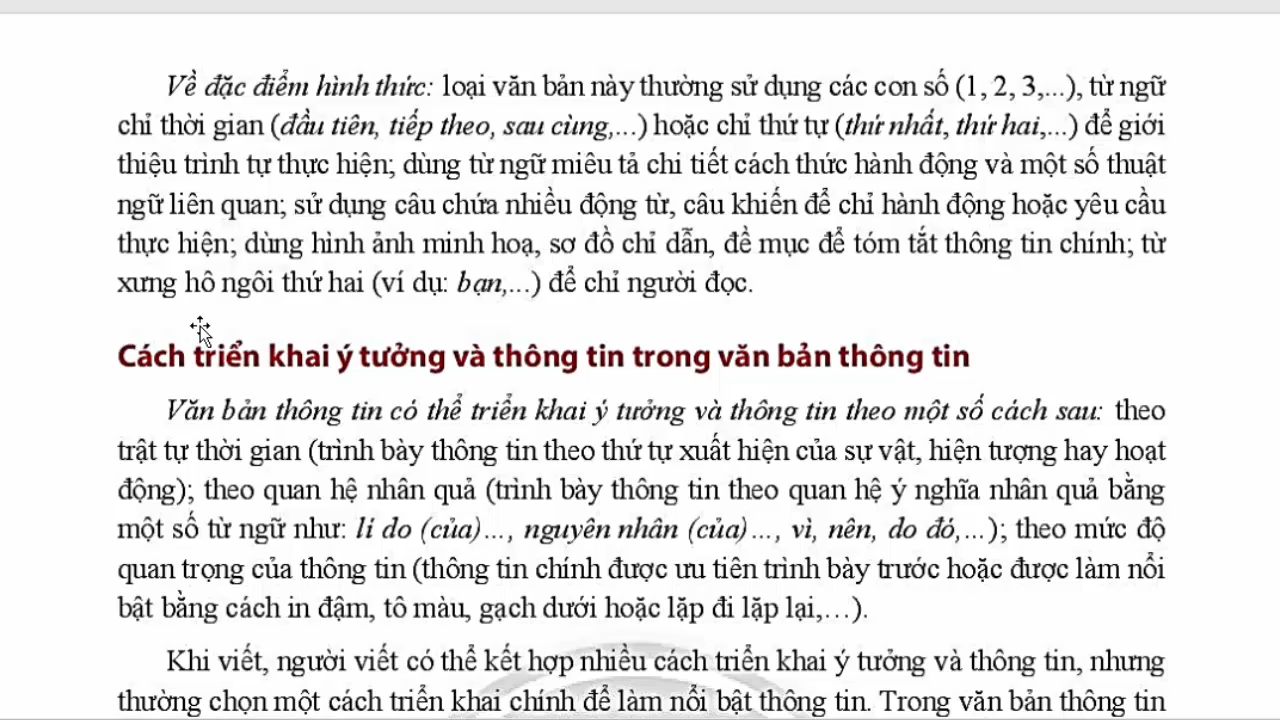 Về đặc điểm hình thức: loại văn bản này thường sử dụng các con số (1, 2, 3,...), từ ngữ
chỉ thời gian (đầu tiên, tiếp theo, sau cùng,...) hoặc chỉ thứ tự (thứ nhất, thứ hai,...) để giới
thiệu trình tự thực hiện; dùng từ ngữ miêu tả chi tiết cách thức hành động và một số thuật
ngữ liên quan; sử dụng câu chứa nhiều động từ, câu khiến để chỉ hành động hoặc yêu cầu
thực hiện; dùng hình ảnh minh hoạ, sơ đồ chỉ dẫn, đề mục để tóm tắt thông tin chính; từ
xưng hô ngôi thứ hai (ví dụ: bạn,...) để chỉ người đọc.
Cách triển khai ý tưởng và thông tin trong văn bản thông tin
Văn bản thông tin có thể triển khai ý tưởng và thông tin theo một số cách sau: theo
trật tự thời gian (trình bày thông tin theo thứ tự xuất hiện của sự vật, hiện tượng hay hoạt
động); theo quan hệ nhân quả (trình bày thông tin theo quan hệ ý nghĩa nhân quả bằng
một số từ ngữ như: lí do (của)..., nguyên nhân (của)..., vì, nên, do đó,...); theo mức độ
quan trọng của thông tin (thông tin chính được ưu tiên trình bày trước hoặc được làm nổi
bật bằng cách in đậm, tô màu, gạch dưới hoặc lặp đi lặp lại,...).
Khi viết, người viết có thể kết hợp nhiều cách triển khai ý tưởng và thông tin, nhưng
thường chọn một cách triển khai chính để làm nổi bật thông tin. Trong văn bản thông tin